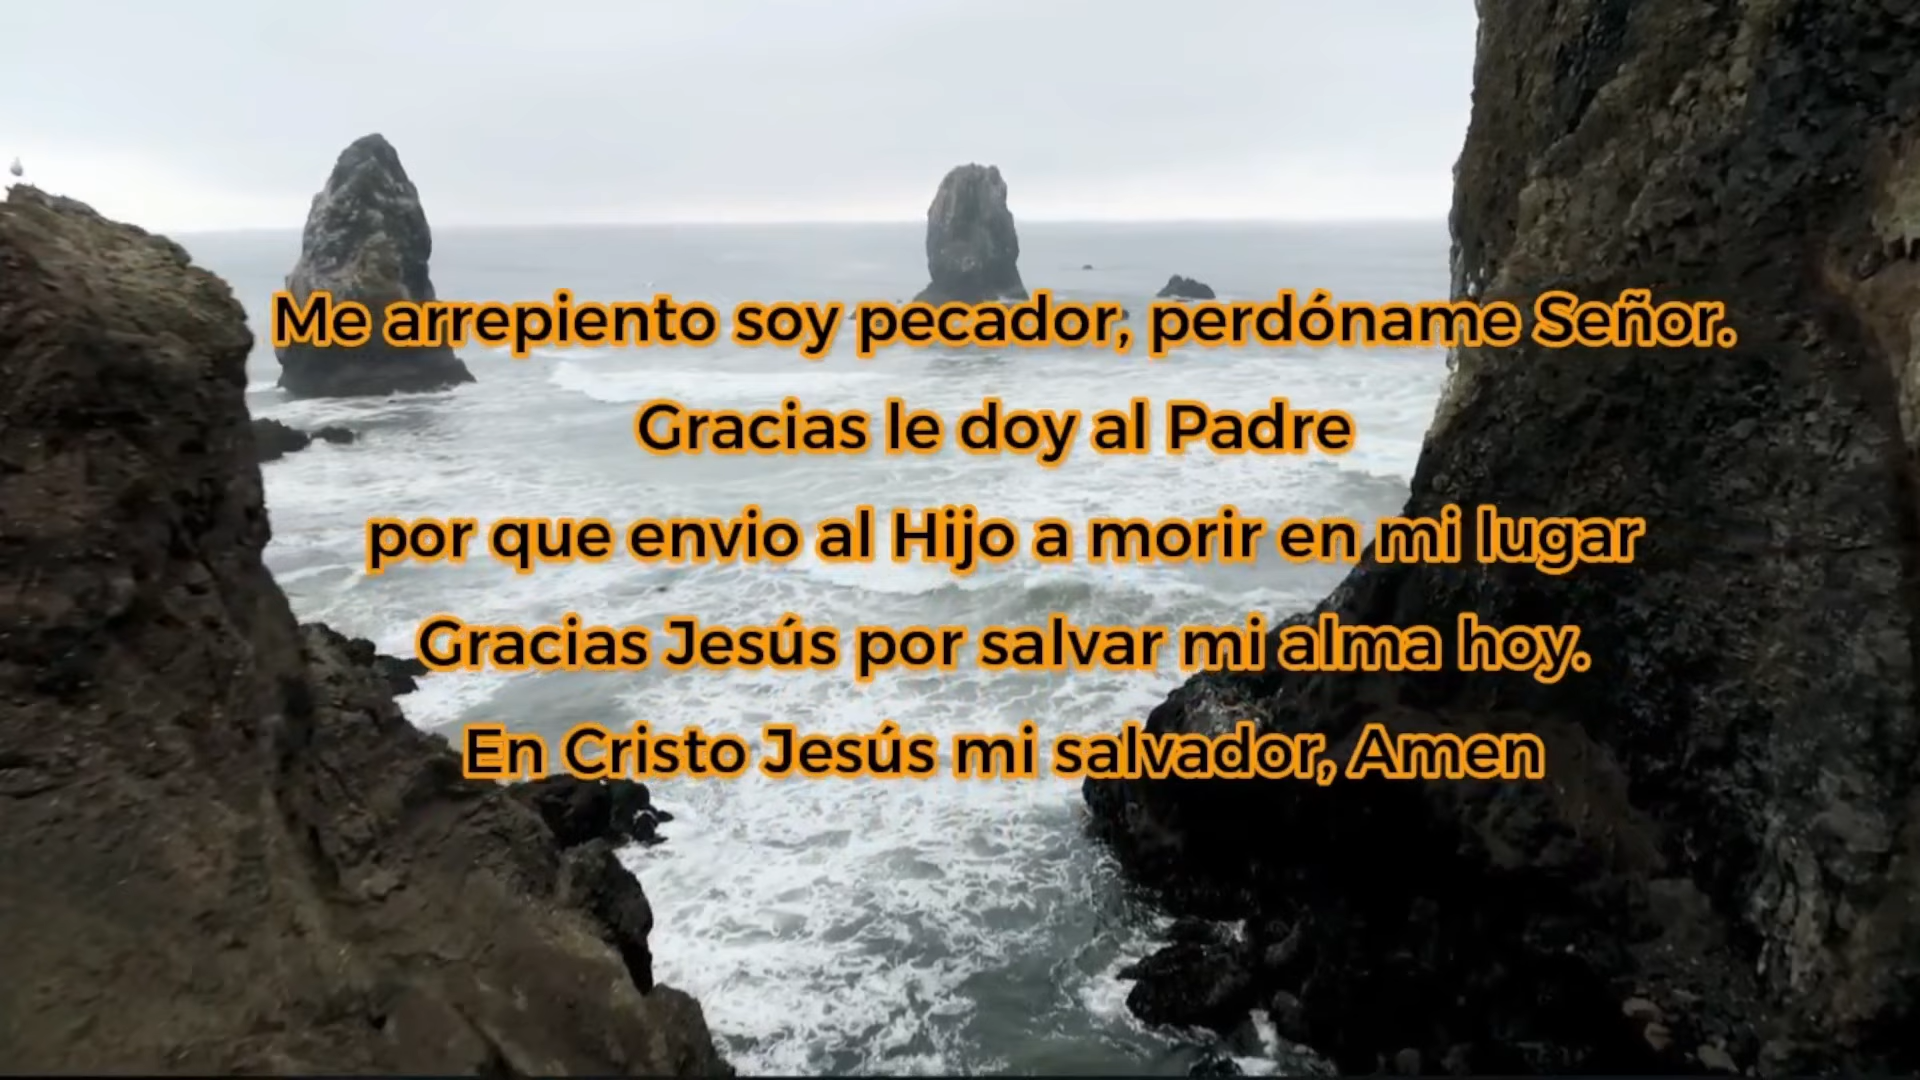 Me arrepiento soy pecador, perdóname Señor.
Gracias le doy al Padre
por que envio al Hijo a morir en mi lugar
Gracias Jesús por salvar mi alma hoy.
En Cristo Jesús mi salvador, Amen